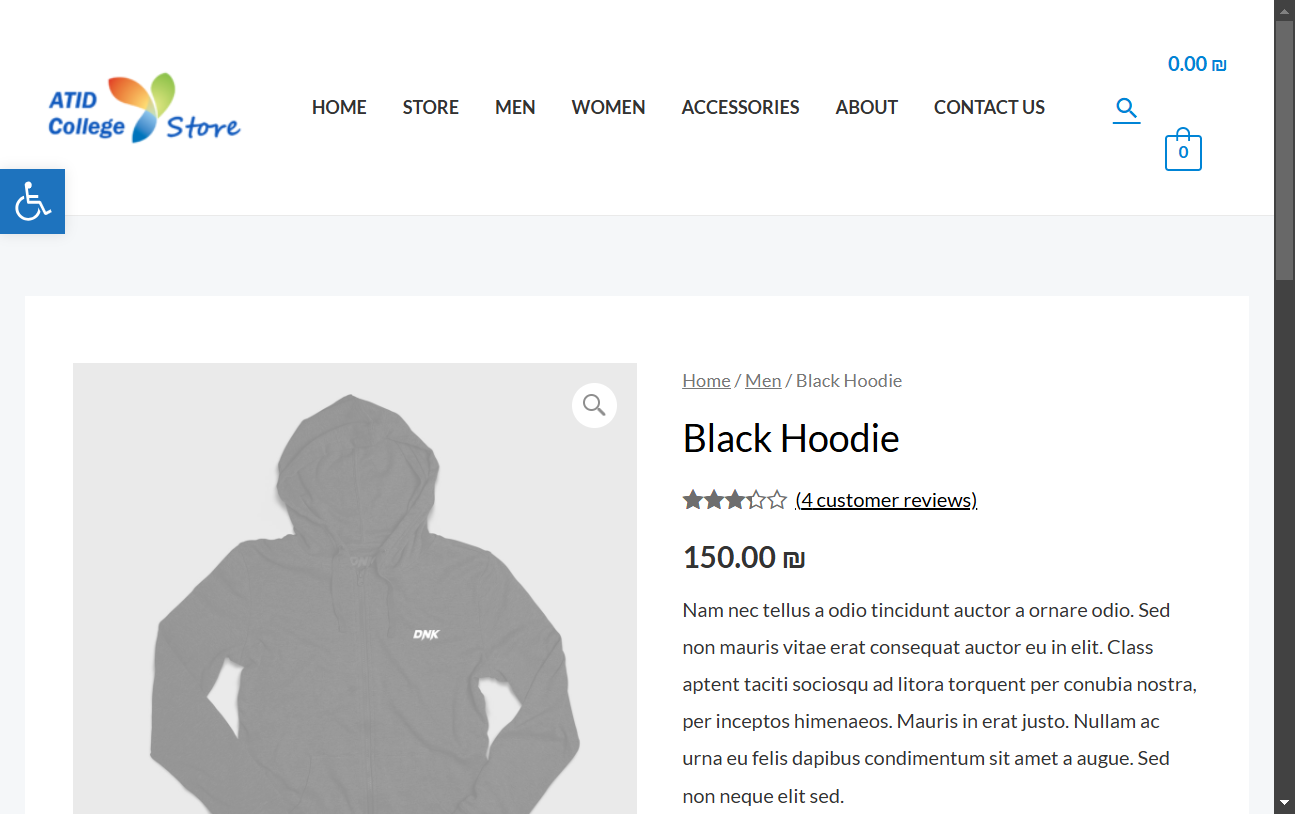 ATID
College Store
HOME STORE MEN WOMEN ACCESSORIES ABOUT CONTACT US
0.00 ₪
0
Home / Men / Black Hoodie
Black Hoodie
(4 customer reviews)
150.00 ₪
Nam nec tellus a odio tincidunt auctor a ornare odio. Sed
non mauris vitae erat consequat auctor eu in elit. Class
aptent taciti sociosqu ad litora torquent per conubia nostra,
per inceptos himenaeos. Mauris in erat justo. Nullam ac
urna eu felis dapibus condimentum sit amet a augue. Sed
non neque elit sed.
DNK
DNK